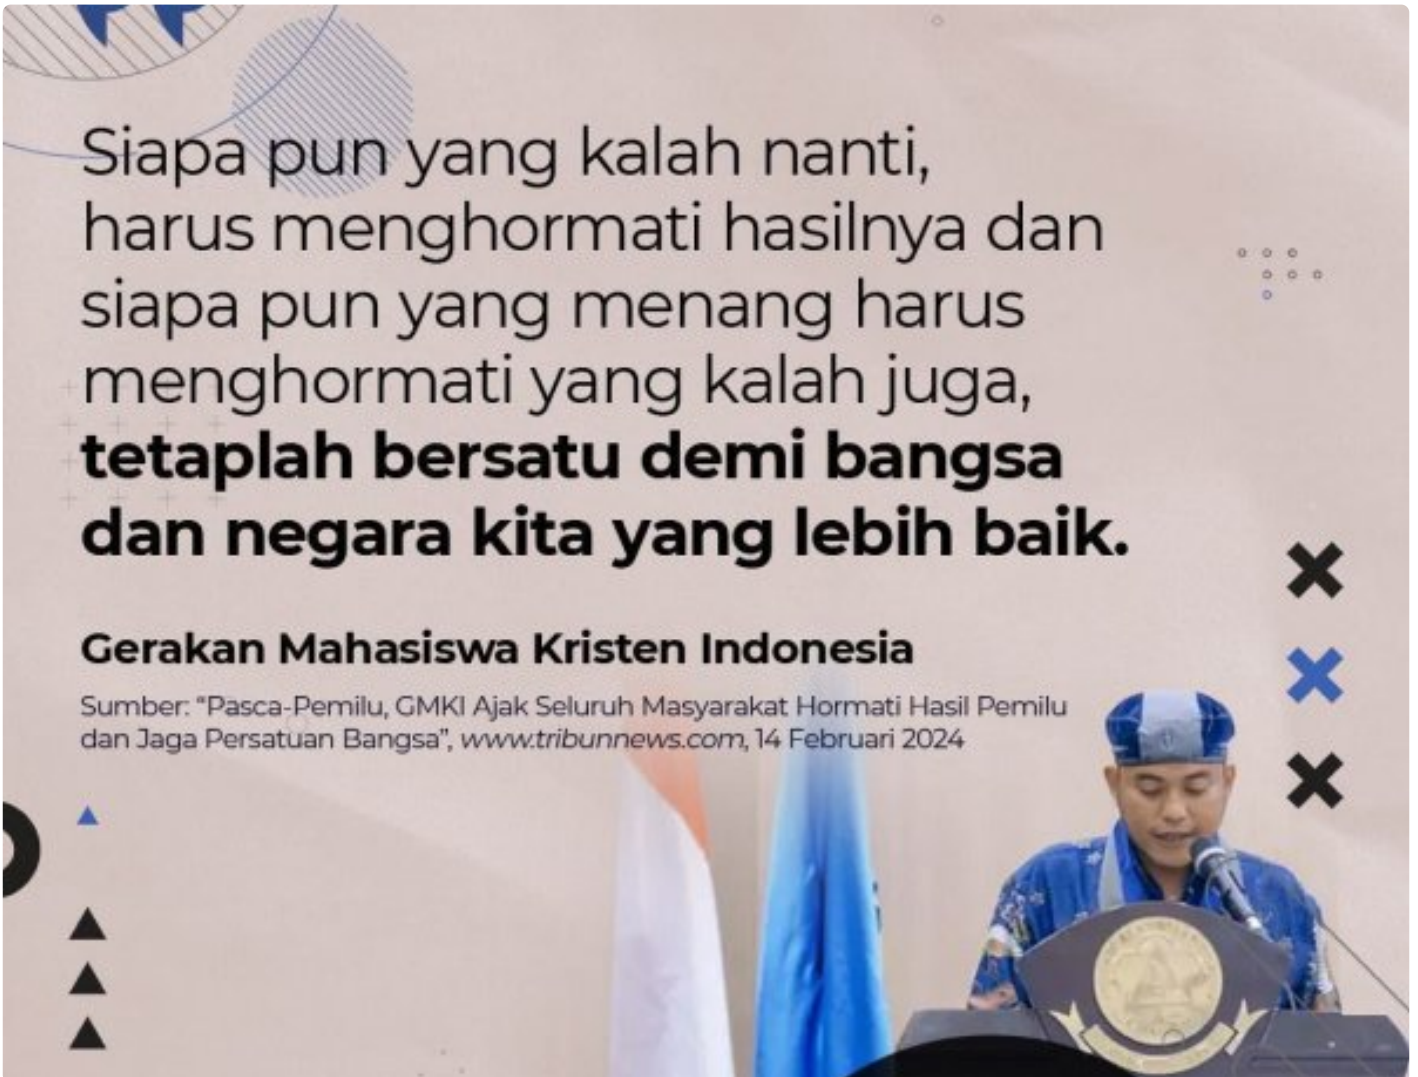 Siapa pun yang kalah nanti,
harus menghormati hasilnya dan
siapa pun yang menang harus
menghormati yang kalah juga,
tetaplah bersatu demi bangsa
dan negara kita yang lebih baik.
Gerakan Mahasiswa Kristen Indonesia
Sumber: “Pasca-Pemilu, GMKI Ajak Seluruh Masyarakat Hormati Hasil Pemilu
dan Jaga Persatuan Bangsa”, www.tribunnews.com, 14 Februari 2024